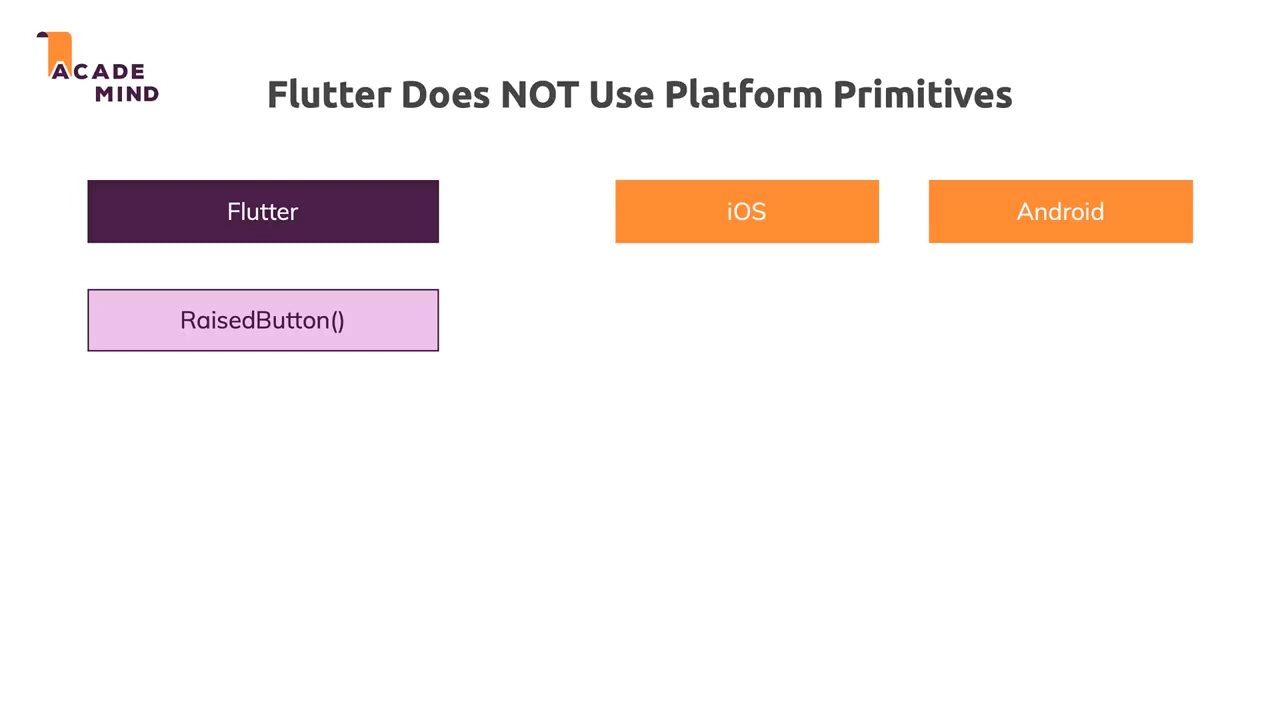 ACADE
MIND
Flutter Does NOT Use Platform Primitives
Flutter
iOS
Android
RaisedButton()